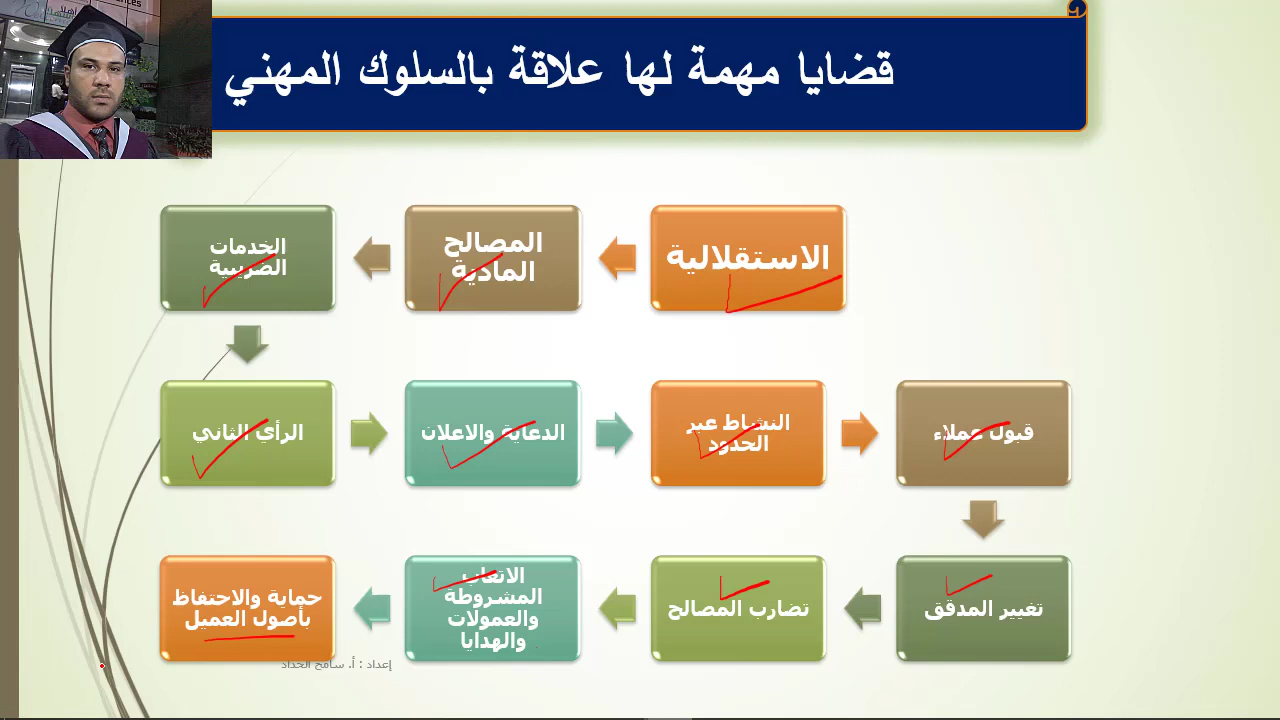 قضايا مهمة لها علاقة بالسلوك المهني
الاستقلالية
المصالح
المادية
الخدمات
الضريبية
الرأي الثاني
الدعاية والاعلان
النشاط عبر
الحدود
قبول عملاء
تغيير المدقق
تضارب المصالح
الاتعاب
المشروطة
والعمولات
والهدايا
حماية والاحتفاظ
بأصول العميل
إعداد : أ. سامح الحداد